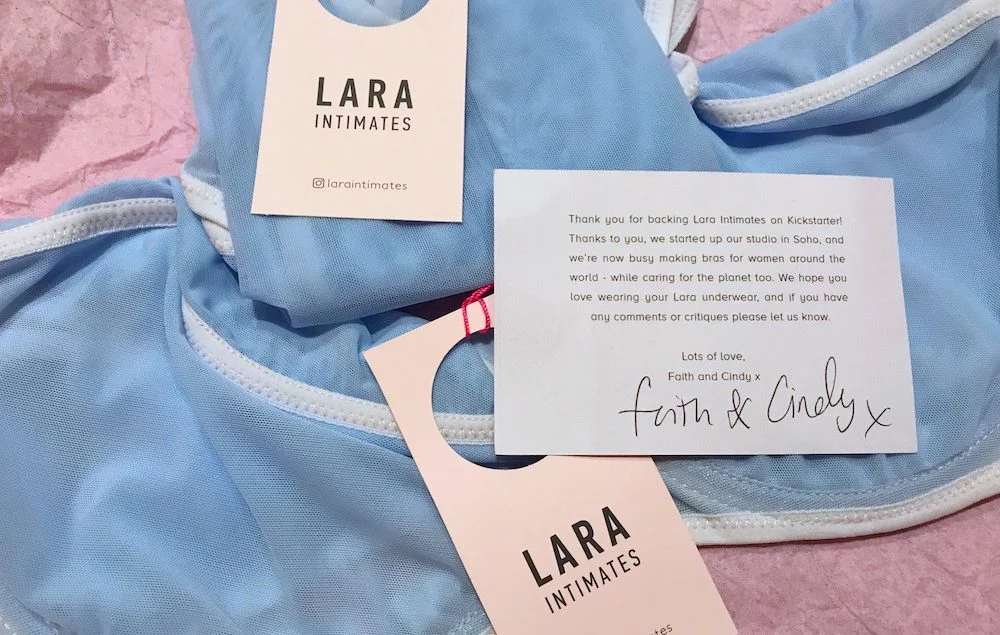 LARA
INTIMATES
laraintimates
Thank you for backing Lara Intimates on Kickstarter!
Thanks to you, we started up our studio in Soho, and
we're now busy making bras for women around the
world - while caring for the planet too. We hope you
love wearing your Lara underwear, and if you have
any comments or critiques please let us know.
Lots of love,
Faith and Cindy x
Faith & Cindy x
LARA
INTIMATES